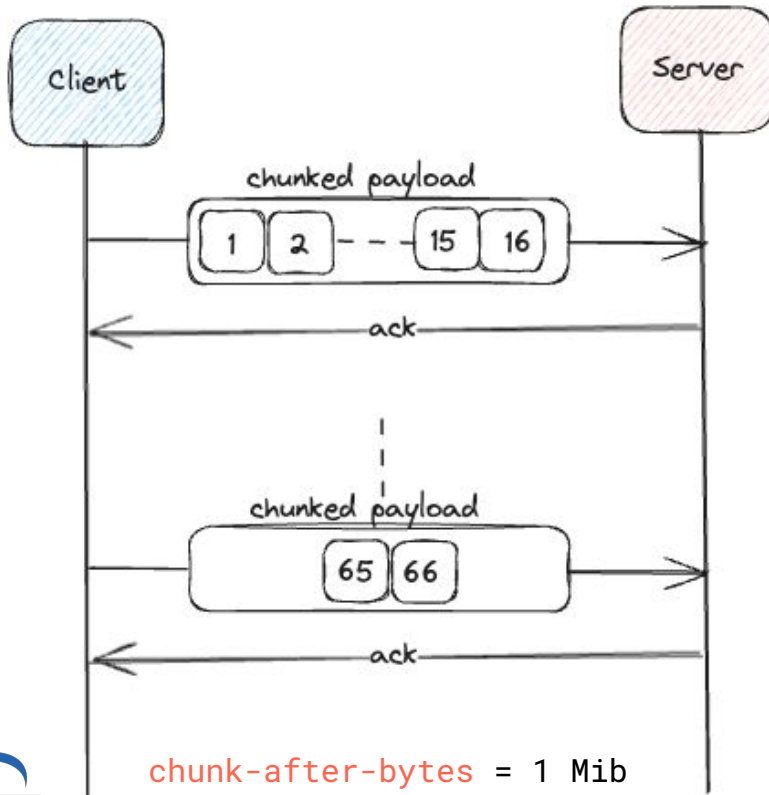 Client
Server
chunked payload
1 2 15 16
ack
chunked payload
65 66
ack
chunk-after-bytes = 1 Mib